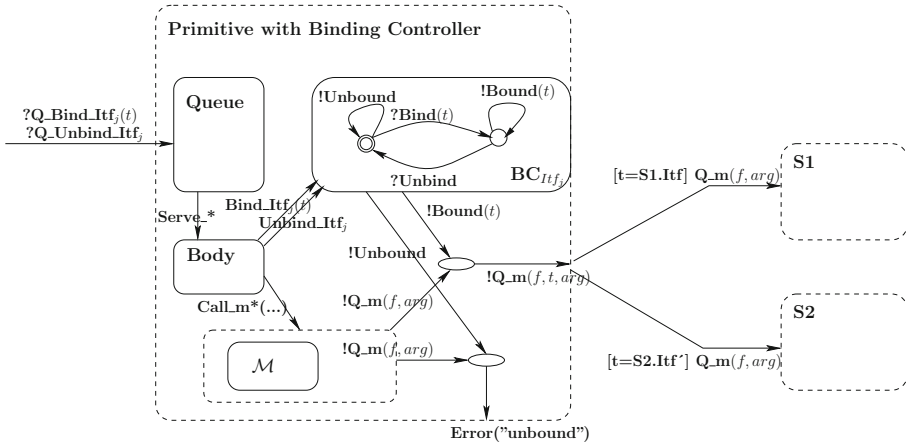 Primitive with Binding Controller
Queue
!Unbound
!Bound(t)
?Bind(t)
?Q_Bind_Itfj(t)
?Q_Unbind_Itfj
S1
?Unbind
BC_Itfj
[t=S1.Itf] Q_m(f, arg)
Serve_*
Bind_Itfj(t)
Unbind_Itfj
!Bound(t)
Body
!Unbound
!Q_m(f, t, arg)
Call_m*(...)
!Q_m(f, arg)
S2
!Q_m(f, arg)
M
[t=S2.Itf´] Q_m(f, arg)
Error("unbound")